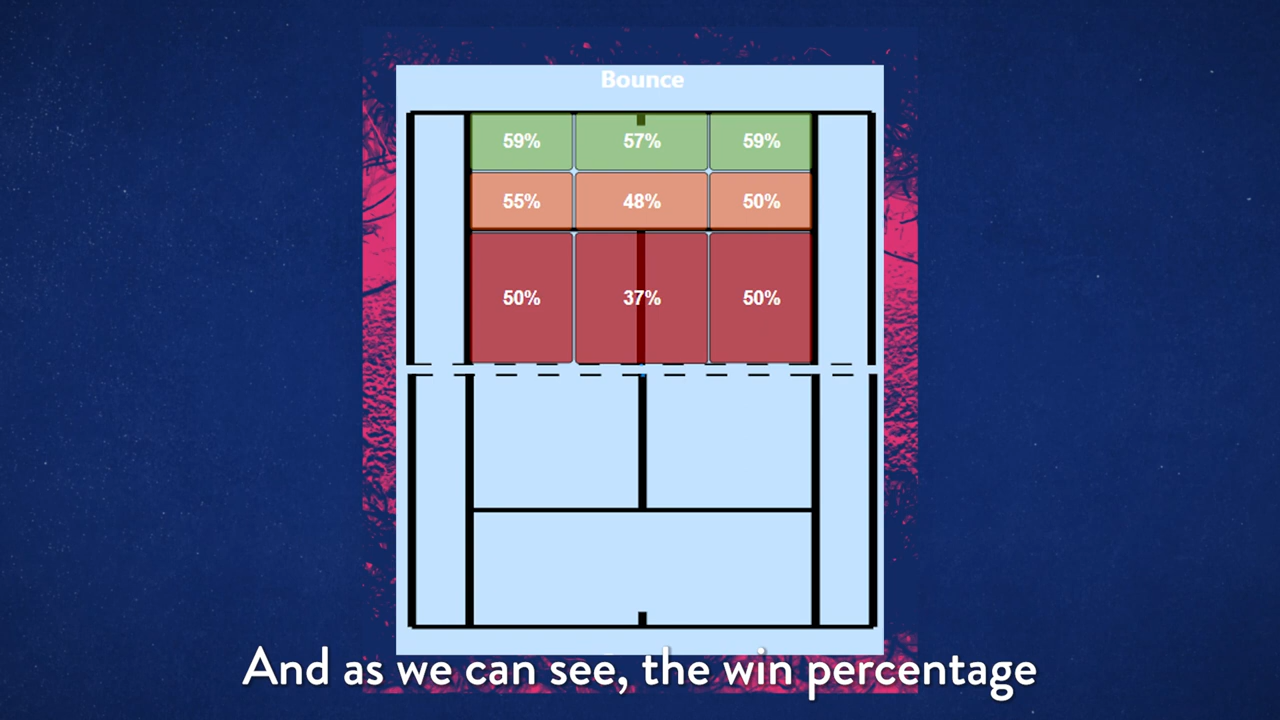 Bounce
59% 57% 59%
55% 48% 50%
50% 37% 50%
And as we can see, the win percentage